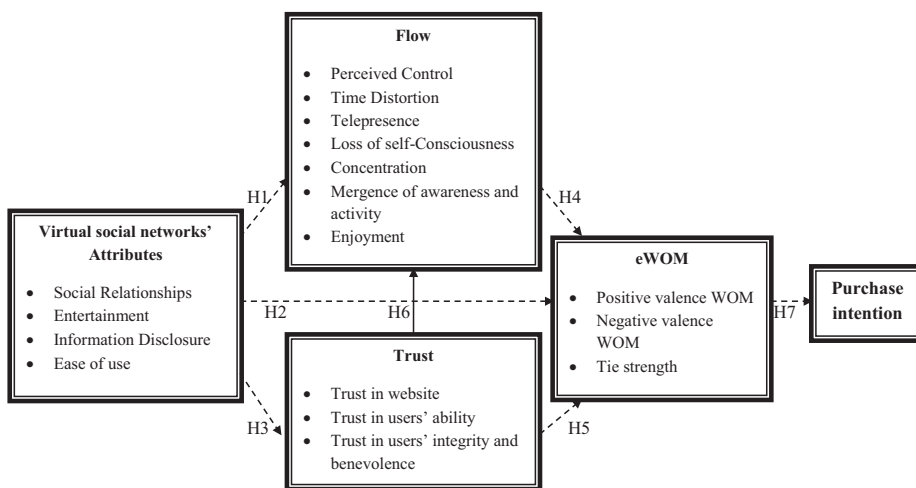 Flow
• Perceived Control
• Time Distortion
• Telepresence
• Loss of self-Consciousness
• Concentration
• Mergence of awareness and
activity
• Enjoyment
H1
H4
Virtual social networks'
Attributes
• Social Relationships
• Entertainment
• Information Disclosure
• Ease of use
H2
H6
eWOM
• Positive valence WOM
• Negative valence
WOM
• Tie strength
H7
Purchase
intention
H3
Trust
• Trust in website
• Trust in users' ability
• Trust in users' integrity and
benevolence
H5